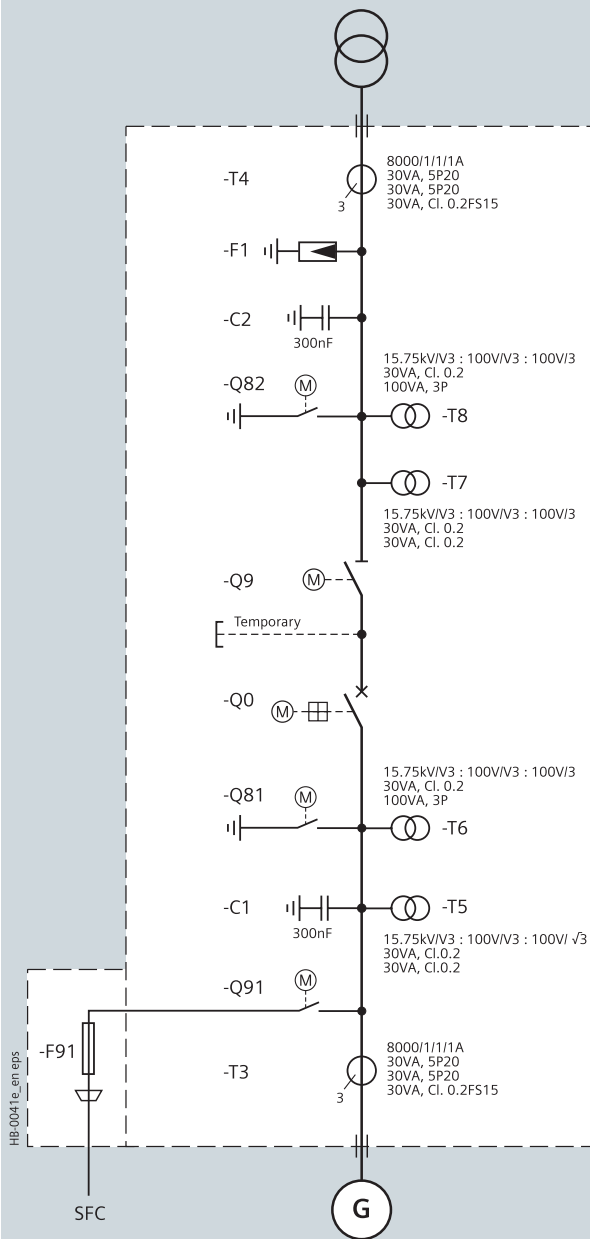 -T4
3
8000/1/1/1A
30VA, 5P20
30VA, 5P20
30VA, Cl. 0.2FS15
-F1
-C2
300nF
15.75kV/V3 : 100V/V3 : 100V/3
30VA, Cl. 0.2
100VA, 3P
-Q82
M
-T8
-T7
15.75kV/V3 : 100V/V3 : 100V/3
30VA, Cl. 0.2
30VA, Cl. 0.2
-Q9
M
Temporary
-Q0
M
15.75kV/V3 : 100V/V3 : 100V/3
30VA, Cl. 0.2
100VA, 3P
-Q81
M
-T6
-C1
300nF
-T5
15.75kV/V3 : 100V/V3 : 100V/ √3
30VA, Cl.0.2
30VA, Cl.0.2
-Q91
M
-F91
-T3
3
8000/1/1/1A
30VA, 5P20
30VA, 5P20
30VA, Cl. 0.2FS15
HB-0041e_en eps
SFC
G